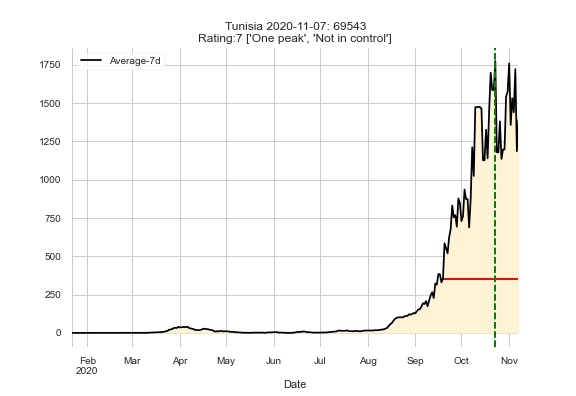 Tunisia 2020-11-07: 69543
Rating:7 ['One peak', 'Not in control']
Average-7d
1750
1500
1250
1000
750
500
250
0
Feb Mar Apr May Jun Jul Aug Sep Oct Nov
2020
Date